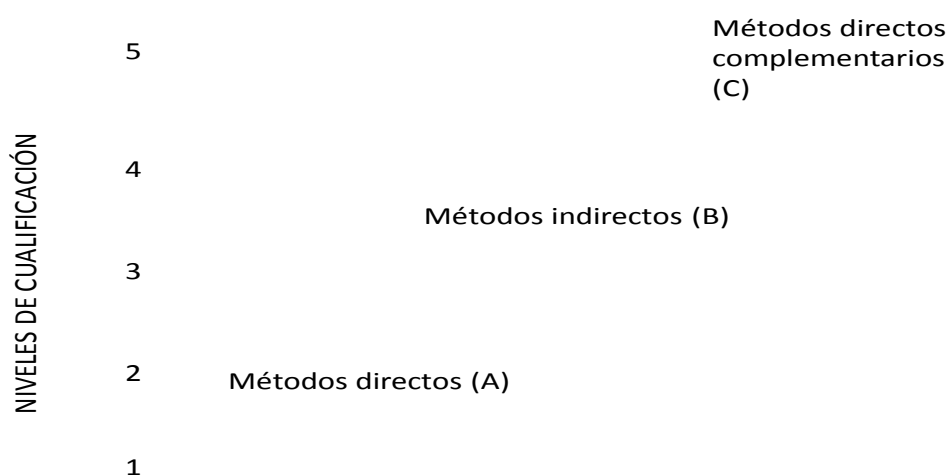 Métodos directos
complementarios
(C)
5
4
Métodos indirectos (B)
3
2
Métodos directos (A)
1
NIVELES DE CUALIFICACIÓN